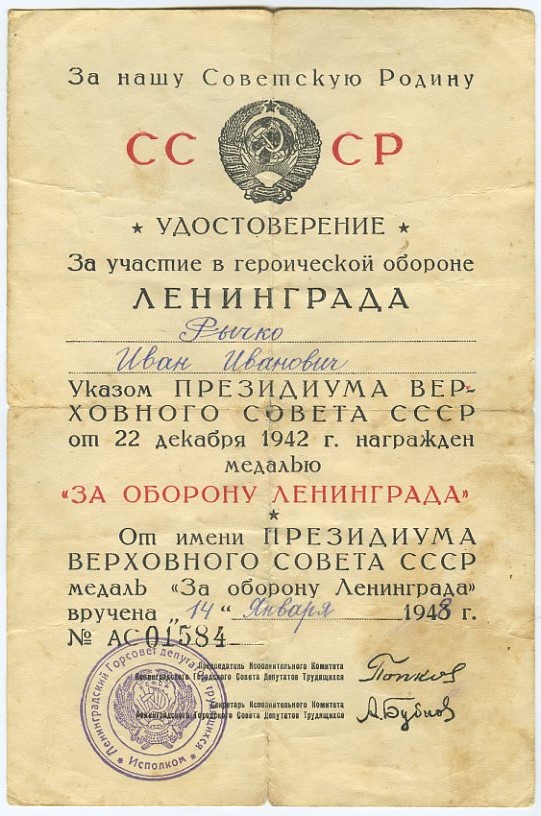 За нашу Советскую Родину
СС СР
★ УДОСТОВЕРЕНИЕ ★
За участие в героической обороне
ЛЕНИНГРАДА
Рычко
Иван Иванович
Указом ПРЕЗИДИУМА ВЕР-
ХОВНОГО СОВЕТА СССР
от 22 декабря 1942 г. награжден
медалью
«ЗА ОБОРОНУ ЛЕНИНГРАДА»
★
От имени ПРЕЗИДИУМА
ВЕРХОВНОГО СОВЕТА СССР
медаль «За оборону Ленинграда»
вручена „14“ Января 1943 г.
№ АС 01584
Председатель Исполнительного Комитета
Ленинградского Городского Совета Депутатов Трудящихся
Попков
Секретарь Исполнительного Комитета
Ленинградского Городского Совета Депутатов Трудящихся
А.Бубнов
Ленинградский Горсовет депутатов трудящихся
★ Исполком ★